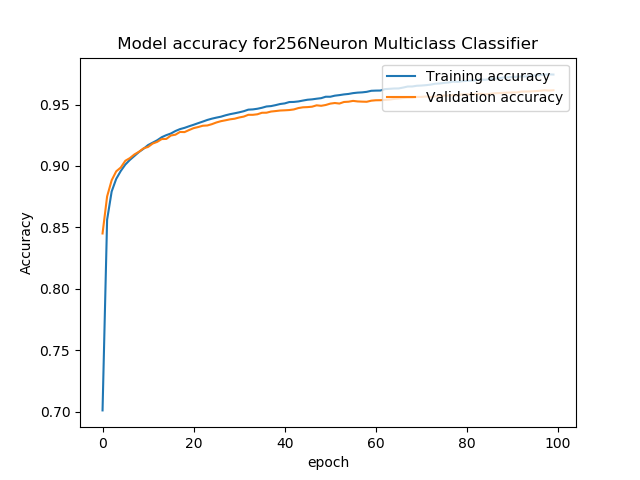 Model accuracy for256Neuron Multiclass Classifier
Training accuracy
Validation accuracy
0.95
0.90
0.85
0.80
0.75
0.70
Accuracy
0 20 40 60 80 100
epoch